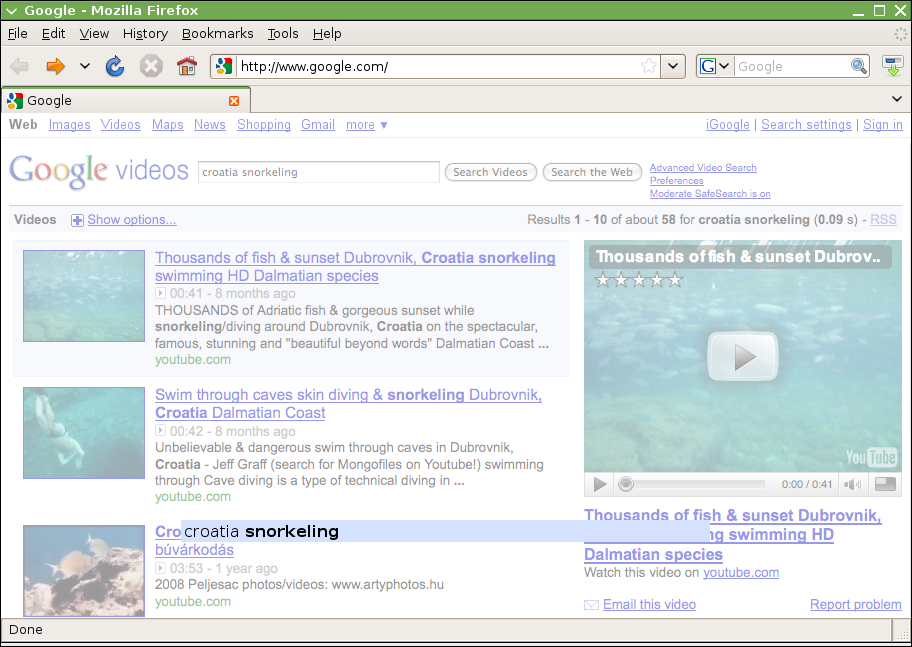 Google - Mozilla Firefox
File Edit View History Bookmarks Tools Help
http://www.google.com/
G Google
Google
Web Images Videos Maps News Shopping Gmail more ▼ iGoogle | Search settings | Sign in
Google videos croatia snorkeling Search Videos Search the Web
Advanced Video Search
Preferences
Moderate SafeSearch is on
Videos Show options... Results 1 - 10 of about 58 for croatia snorkeling (0.09 s) - RSS
Thousands of fish & sunset Dubrovnik, Croatia snorkeling
swimming HD Dalmatian species
00:41 - 8 months ago
THOUSANDS of Adriatic fish & gorgeous sunset while
snorkeling/diving around Dubrovnik, Croatia on the spectacular,
famous, stunning and "beautiful beyond words" Dalmatian Coast ...
youtube.com
Swim through caves skin diving & snorkeling Dubrovnik,
Croatia Dalmatian Coast
00:42 - 8 months ago
Unbelievable & dangerous swim through caves in Dubrovnik,
Croatia - Jeff Graff (search for Mongofiles on Youtube!) swimming
through Cave diving is a type of technical diving in ...
youtube.com
Cro
croatia snorkeling
búvárkodás
03:53 - 1 year ago
2008 Peljesac photos/videos: www.artyphotos.hu
youtube.com
Thousands of fish & sunset Dubrov..
YouTube
0:00 / 0:41
Thousands of fish & sunset Dubrovnik,
ng swimming HD
Dalmatian species
Watch this video on youtube.com
Email this video Report problem
Done